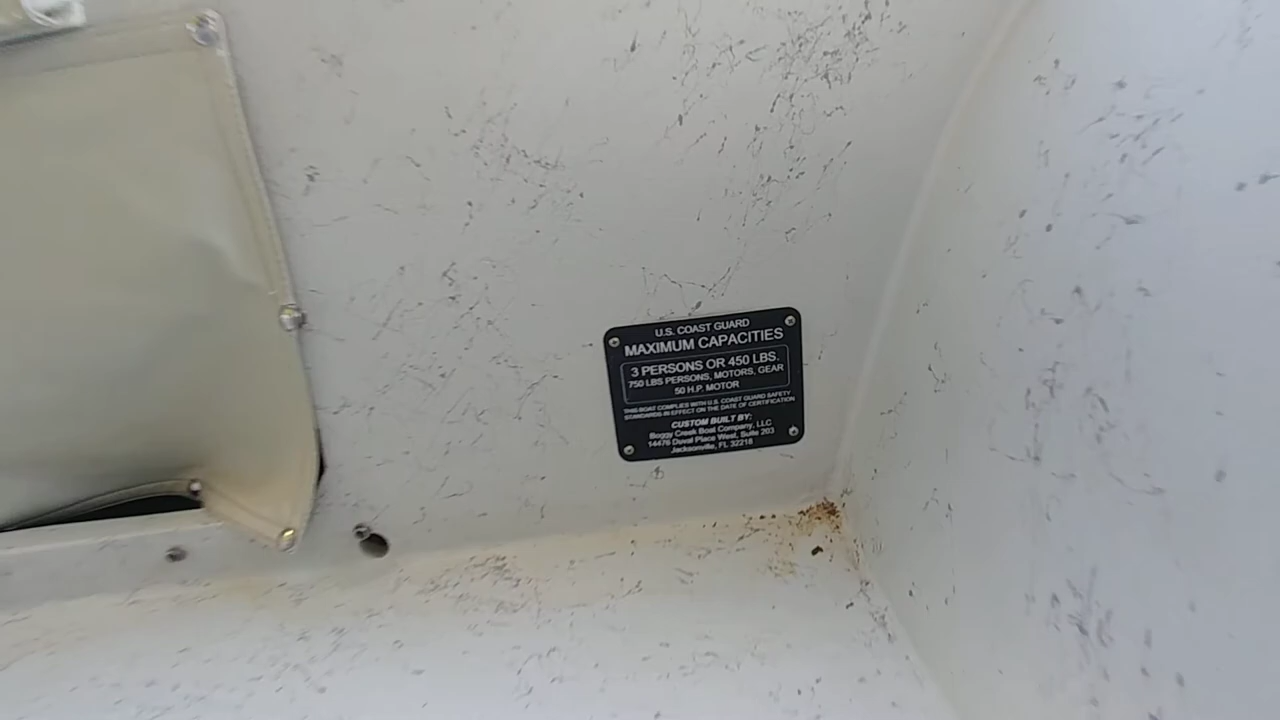 U.S. COAST GUARD
MAXIMUM CAPACITIES
3 PERSONS OR 450 LBS.
750 LBS PERSONS, MOTORS, GEAR
50 H.P. MOTOR
THIS BOAT COMPLIES WITH U.S. COAST GUARD SAFETY
STANDARDS IN EFFECT ON THE DATE OF CERTIFICATION
CUSTOM BUILT BY:
Boggy Creek Boat Company, LLC
14476 Duval Place West, Suite 203
Jacksonville, FL 32218